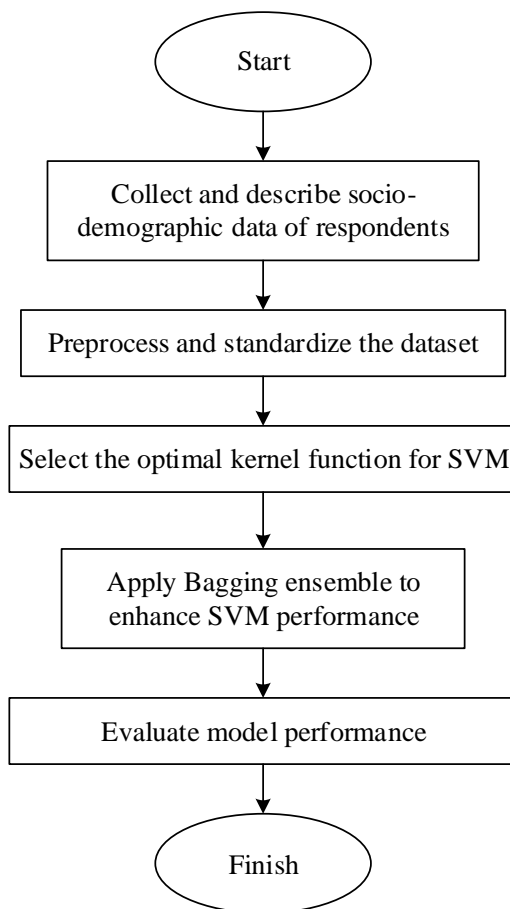 Start
Collect and describe socio-
demographic data of respondents
Preprocess and standardize the dataset
Select the optimal kernel function for SVM
Apply Bagging ensemble to
enhance SVM performance
Evaluate model performance
Finish